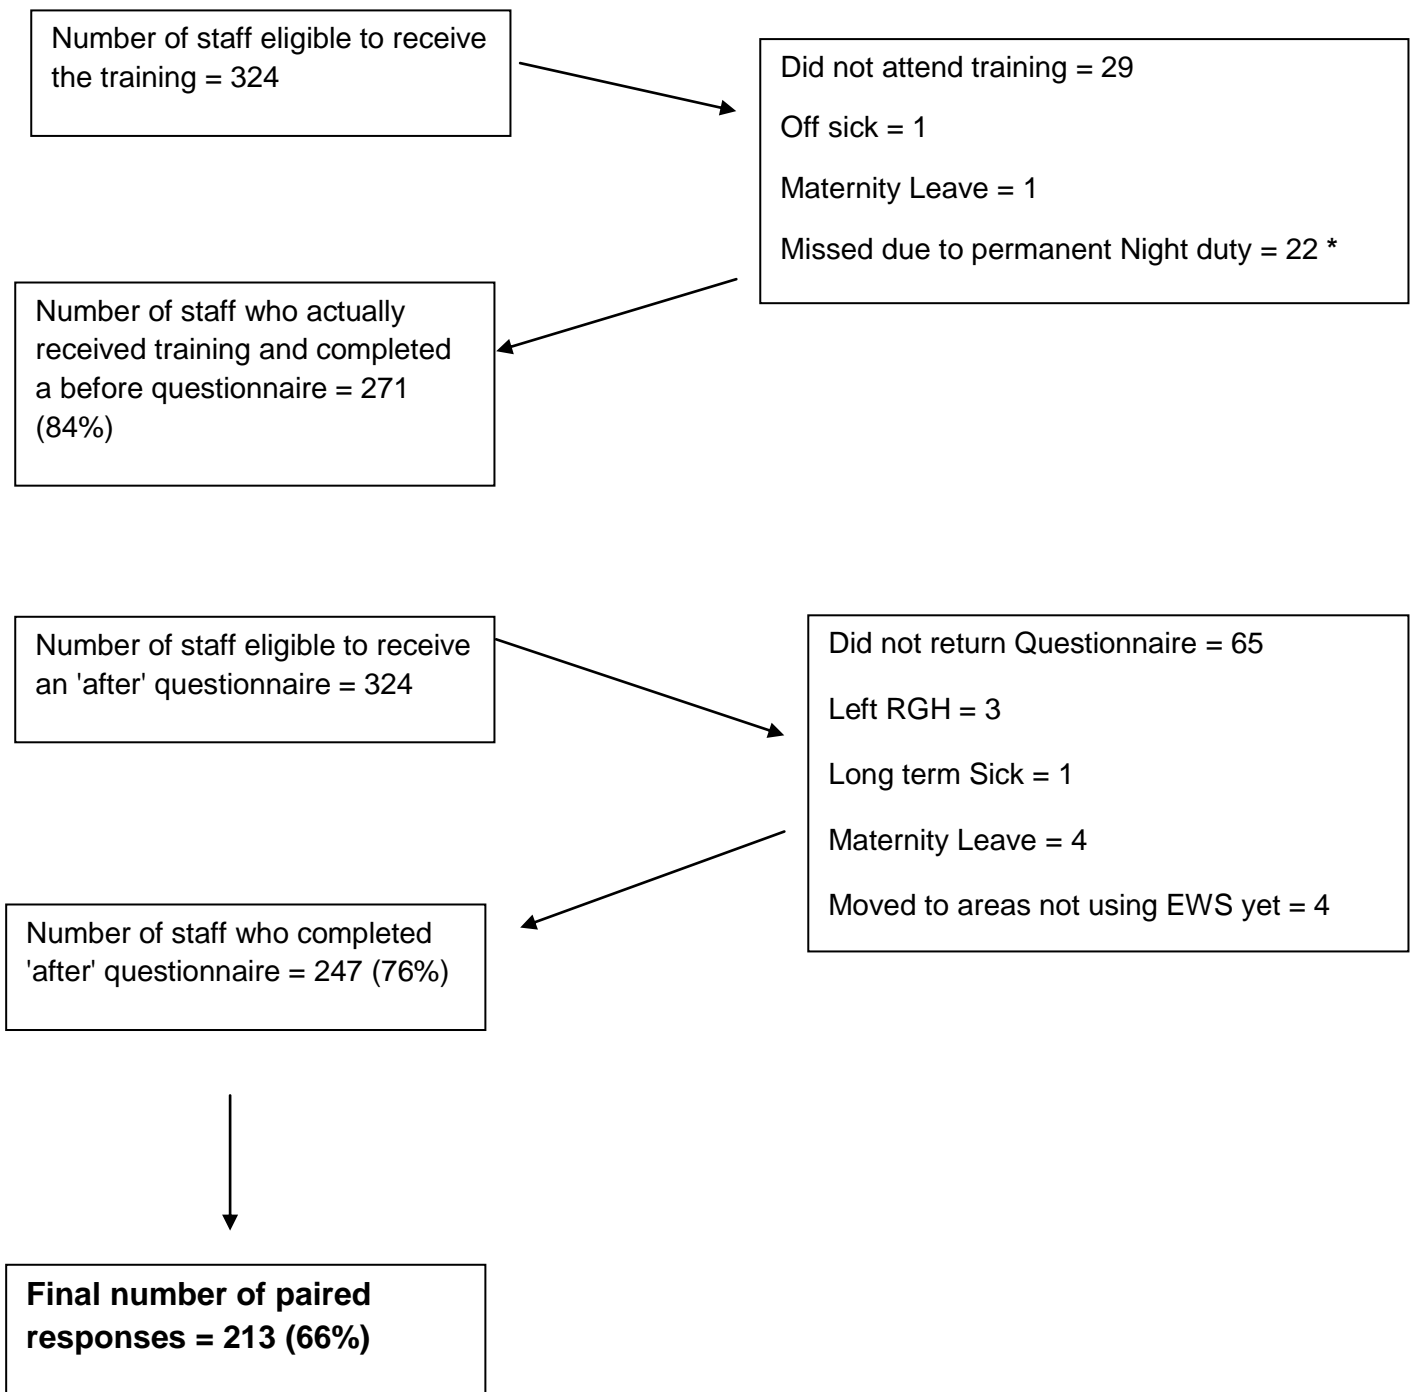 Number of staff eligible to receive
the training = 324
Did not attend training = 29
Off sick = 1
Maternity Leave = 1
Missed due to permanent Night duty = 22 *
Number of staff who actually
received training and completed
a before questionnaire = 271
(84%)
Number of staff eligible to receive
an 'after' questionnaire = 324
Did not return Questionnaire = 65
Left RGH = 3
Long term Sick = 1
Maternity Leave = 4
Moved to areas not using EWS yet = 4
Number of staff who completed
'after' questionnaire = 247 (76%)
Final number of paired
responses = 213 (66%)